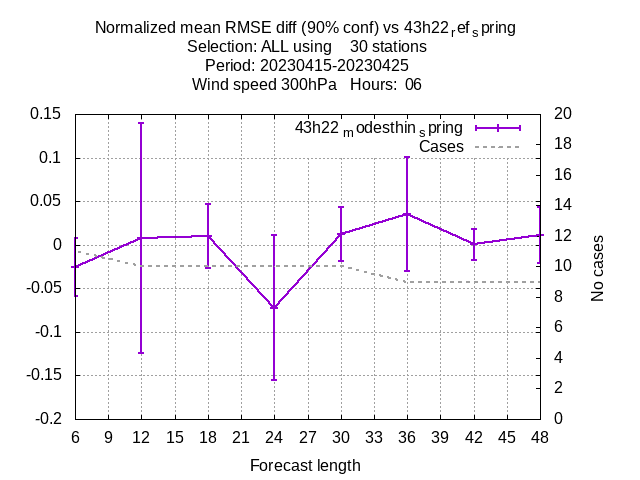 Normalized mean RMSE diff (90% conf) vs 43h22refspring
Selection: ALL using 30 stations
Period: 20230415-20230425
Wind speed 300hPa Hours: 06
43h22modesthinspring
Cases
0.15
0.1
0.05
0
-0.05
-0.1
-0.15
-0.2
20
18
16
14
12
10
8
6
4
2
0
No cases
6 9 12 15 18 21 24 27 30 33 36 39 42 45 48
Forecast length